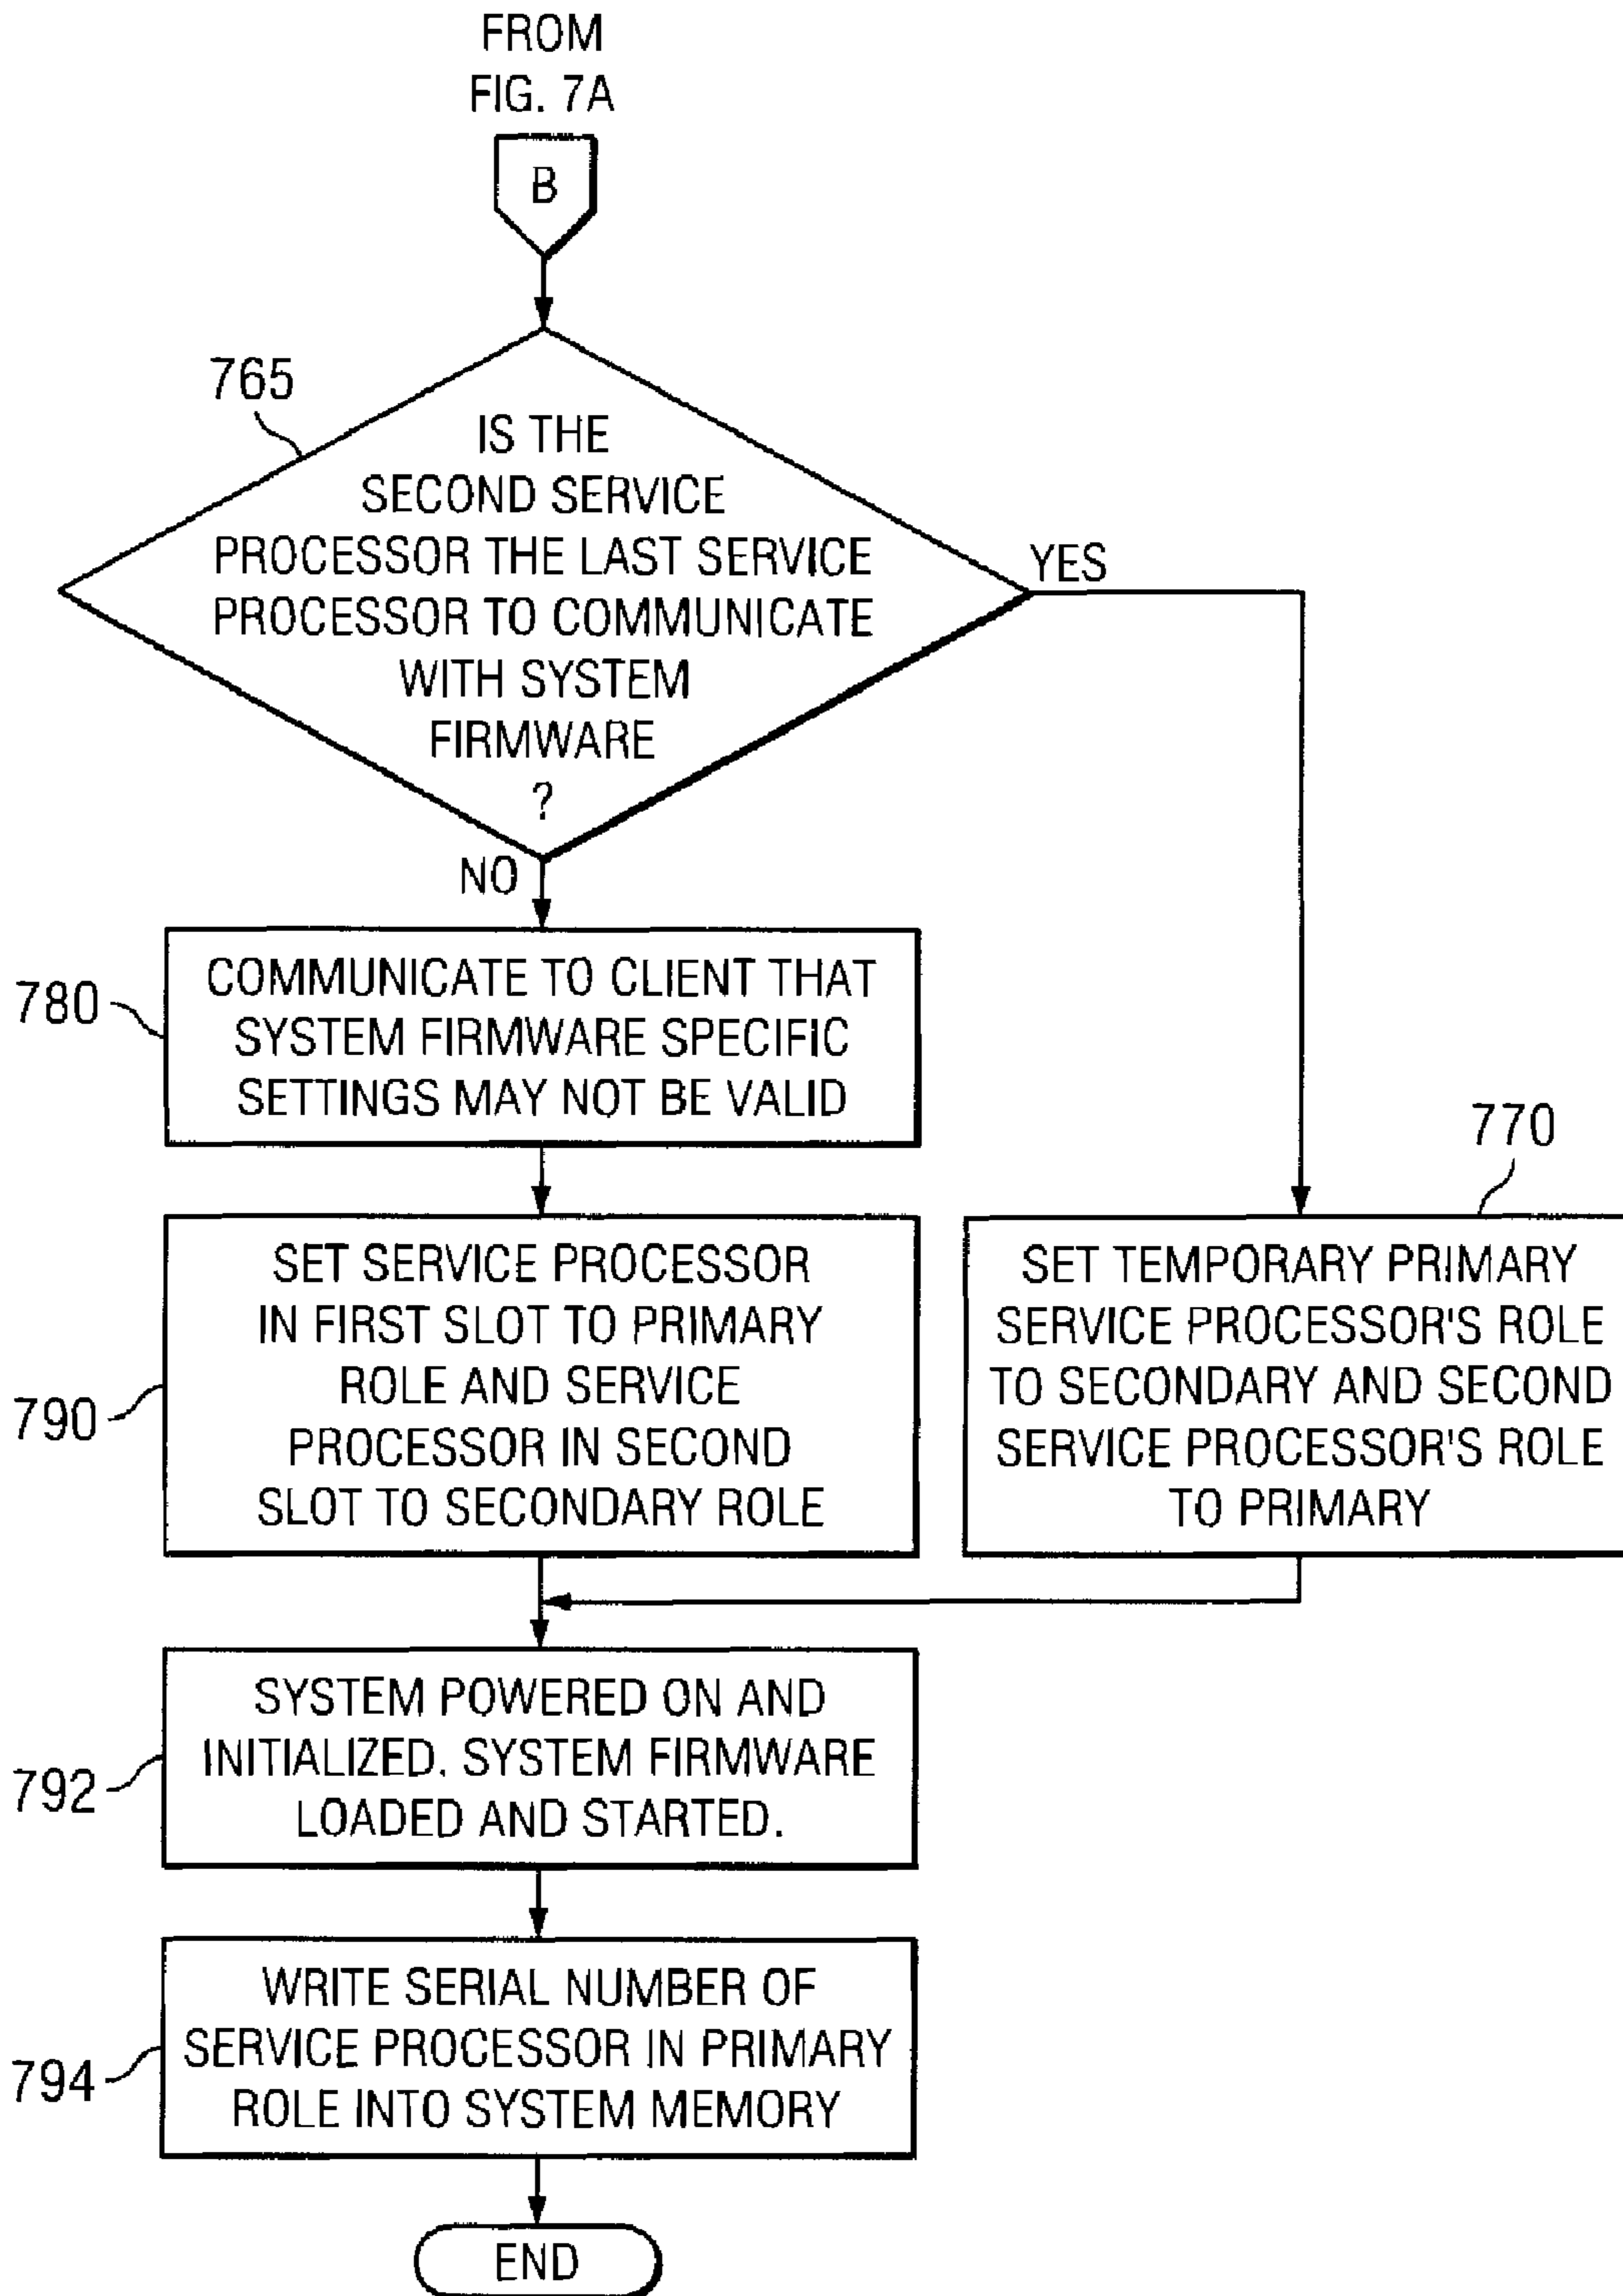 FROM
FIG. 7A
B
765
IS THE
SECOND SERVICE
PROCESSOR THE LAST SERVICE
PROCESSOR TO COMMUNICATE
WITH SYSTEM
FIRMWARE
?
YES
NO
780
COMMUNICATE TO CLIENT THAT
SYSTEM FIRMWARE SPECIFIC
SETTINGS MAY NOT BE VALID
770
790
SET SERVICE PROCESSOR
IN FIRST SLOT TO PRIMARY
ROLE AND SERVICE
PROCESSOR IN SECOND
SLOT TO SECONDARY ROLE
SET TEMPORARY PRIMARY
SERVICE PROCESSOR'S ROLE
TO SECONDARY AND SECOND
SERVICE PROCESSOR'S ROLE
TO PRIMARY
792
SYSTEM POWERED ON AND
INITIALIZED. SYSTEM FIRMWARE
LOADED AND STARTED.
794
WRITE SERIAL NUMBER OF
SERVICE PROCESSOR IN PRIMARY
ROLE INTO SYSTEM MEMORY
END